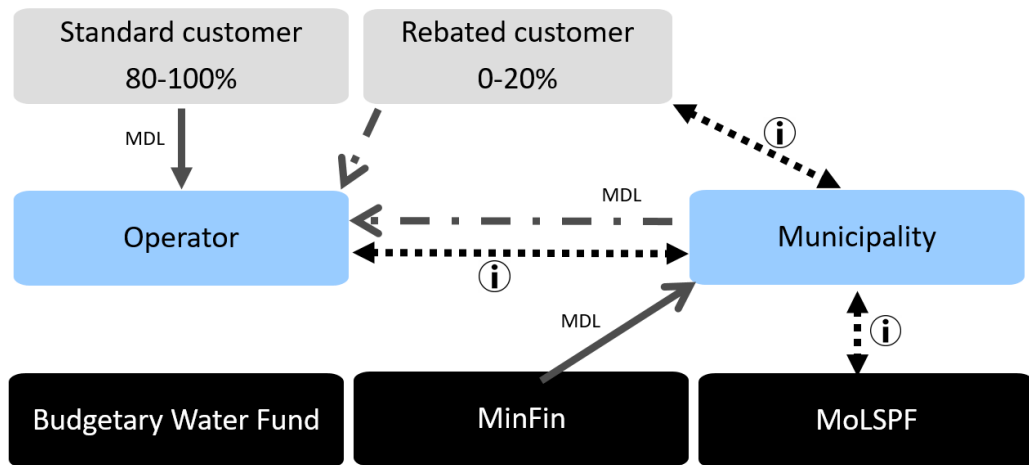 Standard customer
80-100%
Rebated customer
0-20%
MDL
i
Operator
MDL
Municipality
i
MDL
i
Budgetary Water Fund
MinFin
MoLSPF